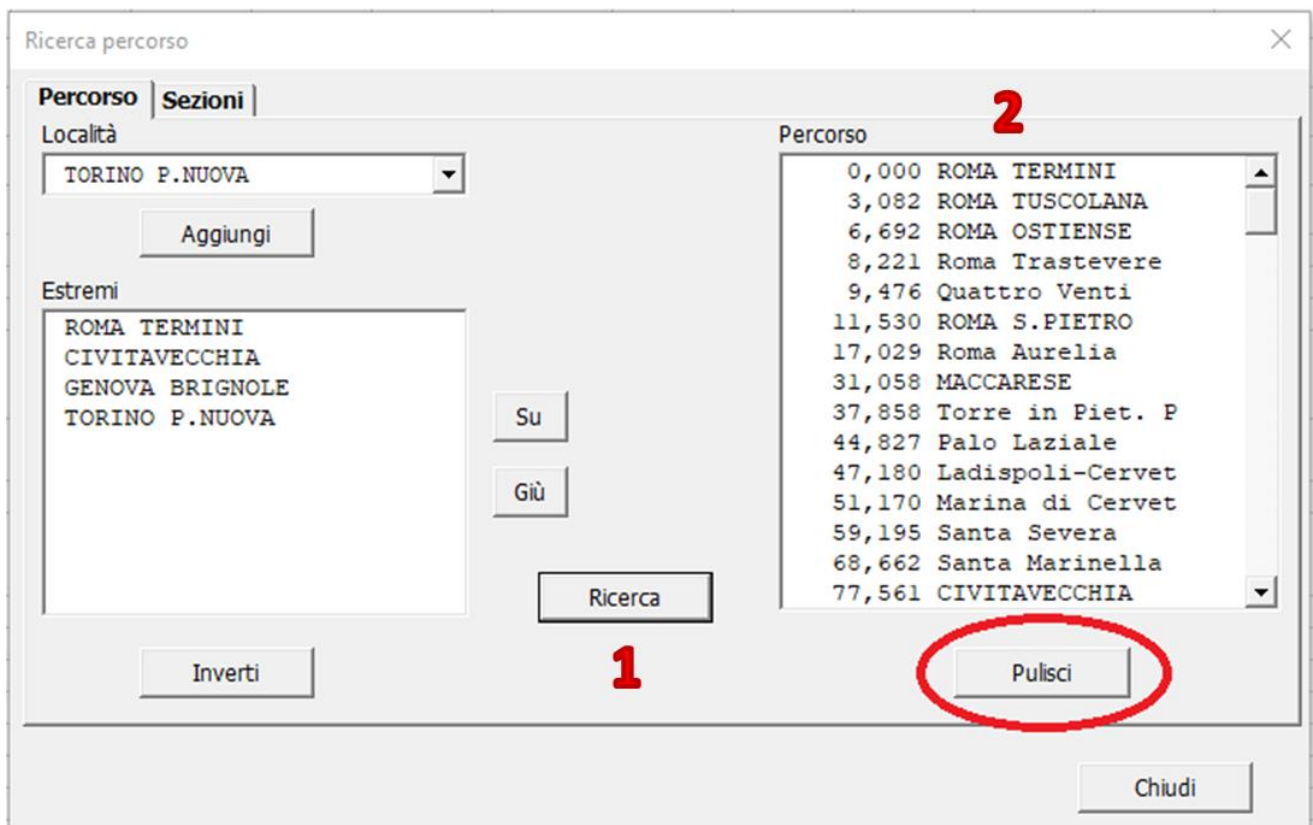 Ricerca percorso
Percorso
Sezioni
Località
TORINO P.NUOVA
Aggiungi
Estremi
ROMA TERMINI
CIVITAVECCHIA
GENOVA BRIGNOLE
TORINO P.NUOVA
Su
Giù
Ricerca
1
Inverti
2
Percorso
0,000 ROMA TERMINI
3,082 ROMA TUSCOLANA
6,692 ROMA OSTIENSE
8,221 Roma Trastevere
9,476 Quattro Venti
11,530 ROMA S.PIETRO
17,029 Roma Aurelia
31,058 MACCARESE
37,858 Torre in Piet. P
44,827 Palo Laziale
47,180 Ladispoli-Cervet
51,170 Marina di Cervet
59,195 Santa Severa
68,662 Santa Marinella
77,561 CIVITAVECCHIA
Pulisci
Chiudi